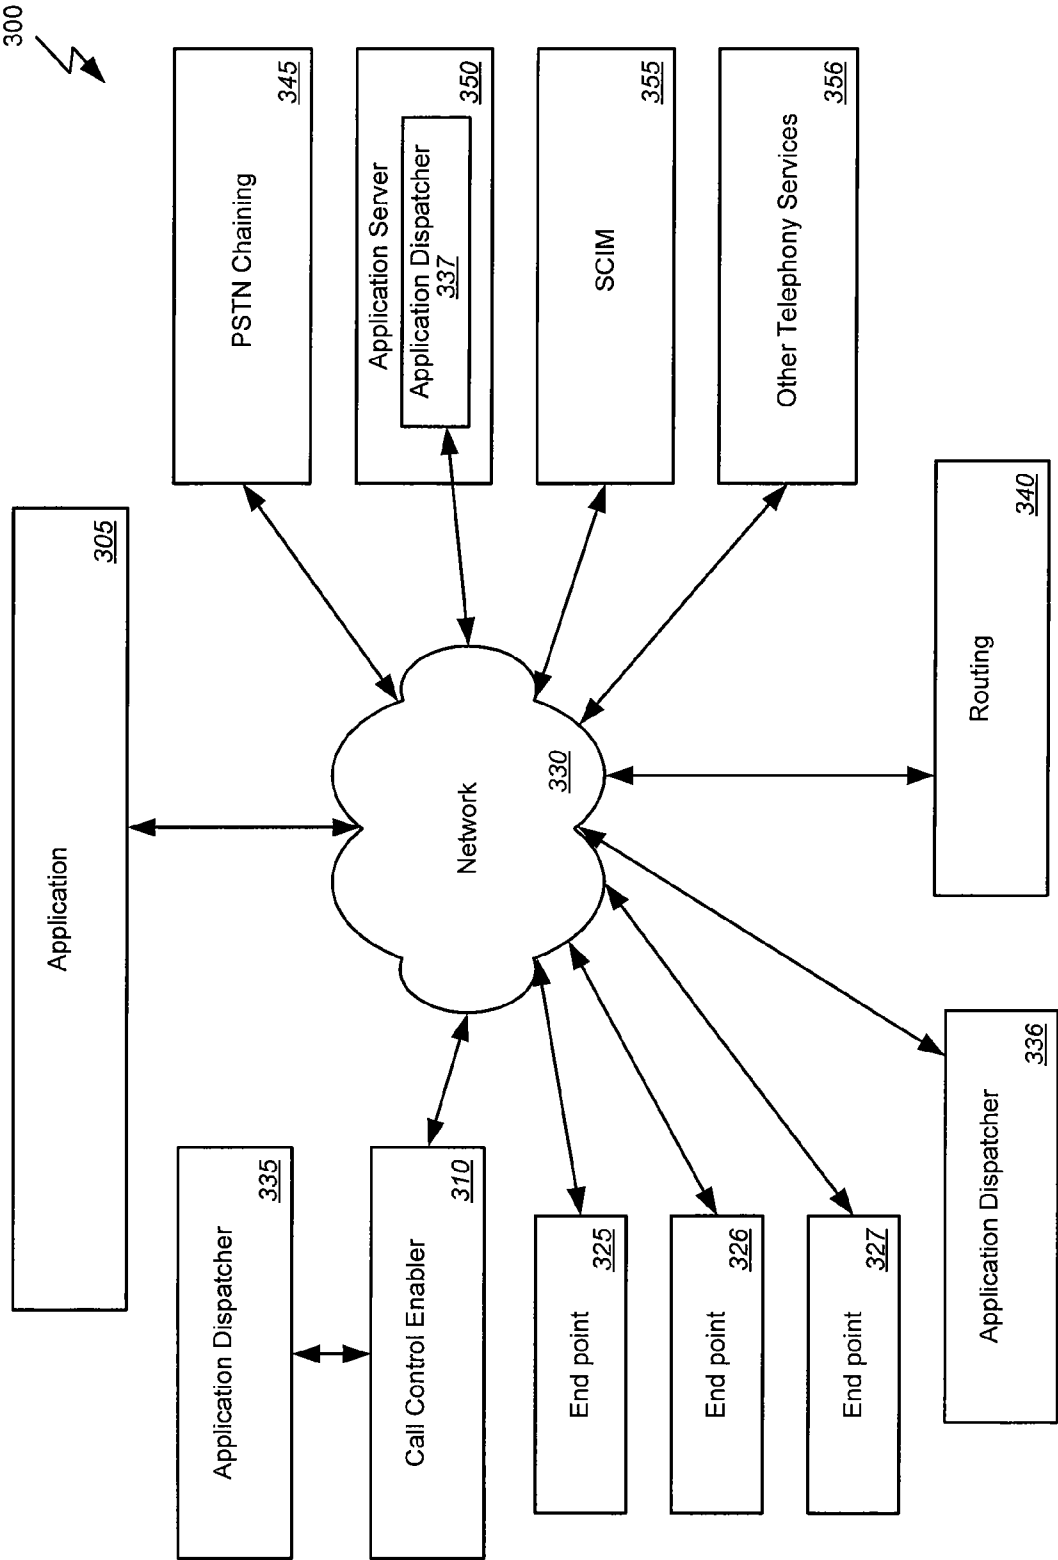 300
Application
305
Application Dispatcher
335
Call Control Enabler
310
End point
325
End point
326
End point
327
Application Dispatcher
336
Network
330
PSTN Chaining
345
Application Server
350
Application Dispatcher
337
SCIM
355
Other Telephony Services
356
Routing
340